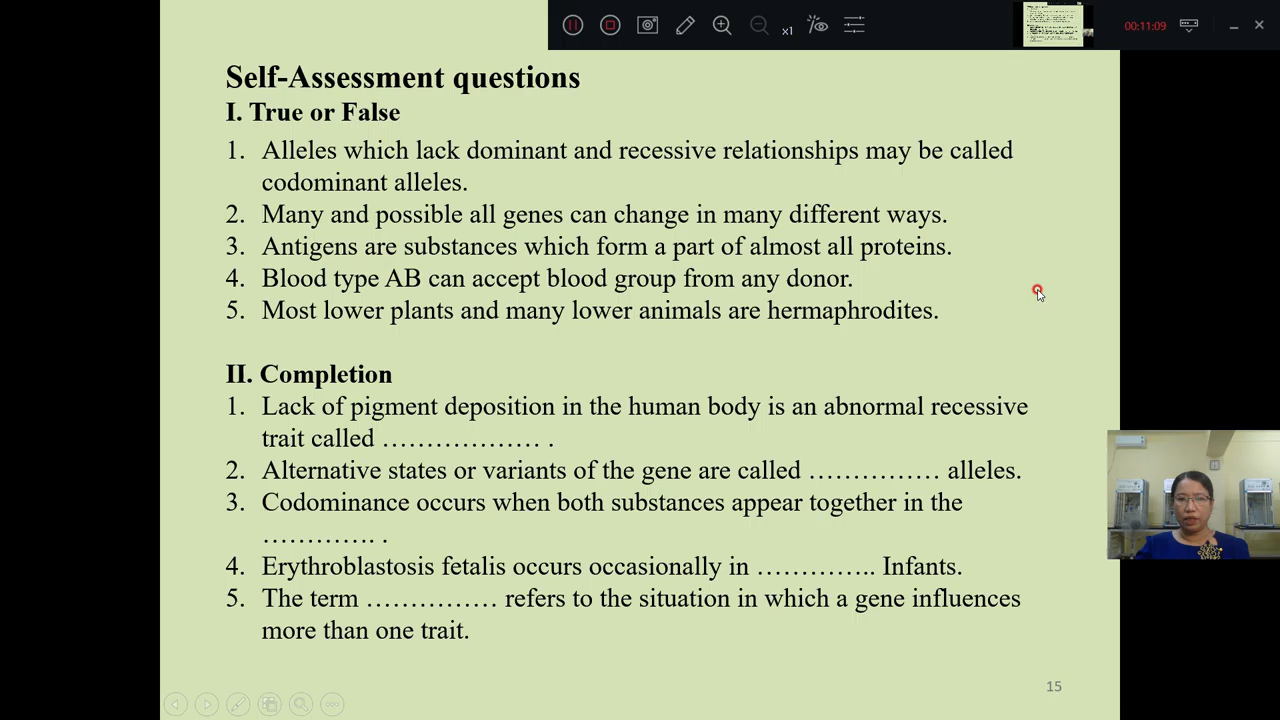 x1
00:11:09
Self-Assessment questions
I. True or False
1. Alleles which lack dominant and recessive relationships may be called
codominant alleles.
2. Many and possible all genes can change in many different ways.
3. Antigens are substances which form a part of almost all proteins.
4. Blood type AB can accept blood group from any donor.
5. Most lower plants and many lower animals are hermaphrodites.
II. Completion
1. Lack of pigment deposition in the human body is an abnormal recessive
trait called ……………… .
2. Alternative states or variants of the gene are called …………… alleles.
3. Codominance occurs when both substances appear together in the
…………. .
4. Erythroblastosis fetalis occurs occasionally in ………….. Infants.
5. The term …………… refers to the situation in which a gene influences
more than one trait.
15